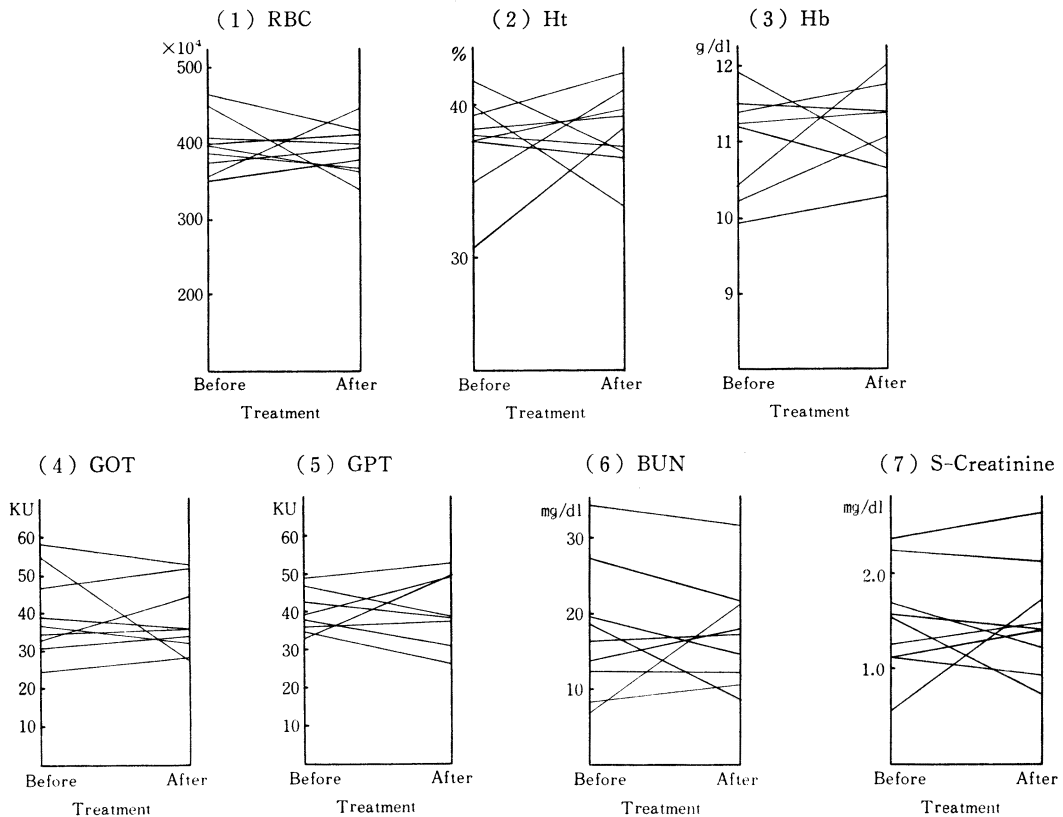 (1) RBC
(2) Ht
(3) Hb
×10⁴
500
400
300
200
Before After
Treatment
%
40
30
Before After
Treatment
g/dl
12
11
10
9
Before After
Treatment
(4) GOT
(5) GPT
(6) BUN
(7) S-Creatinine
KU
60
50
40
30
20
10
Before After
Treatment
KU
60
50
40
30
20
10
Before After
Treatment
mg/dl
30
20
10
Before After
Treatment
mg/dl
2.0
1.0
Before After
Treatment